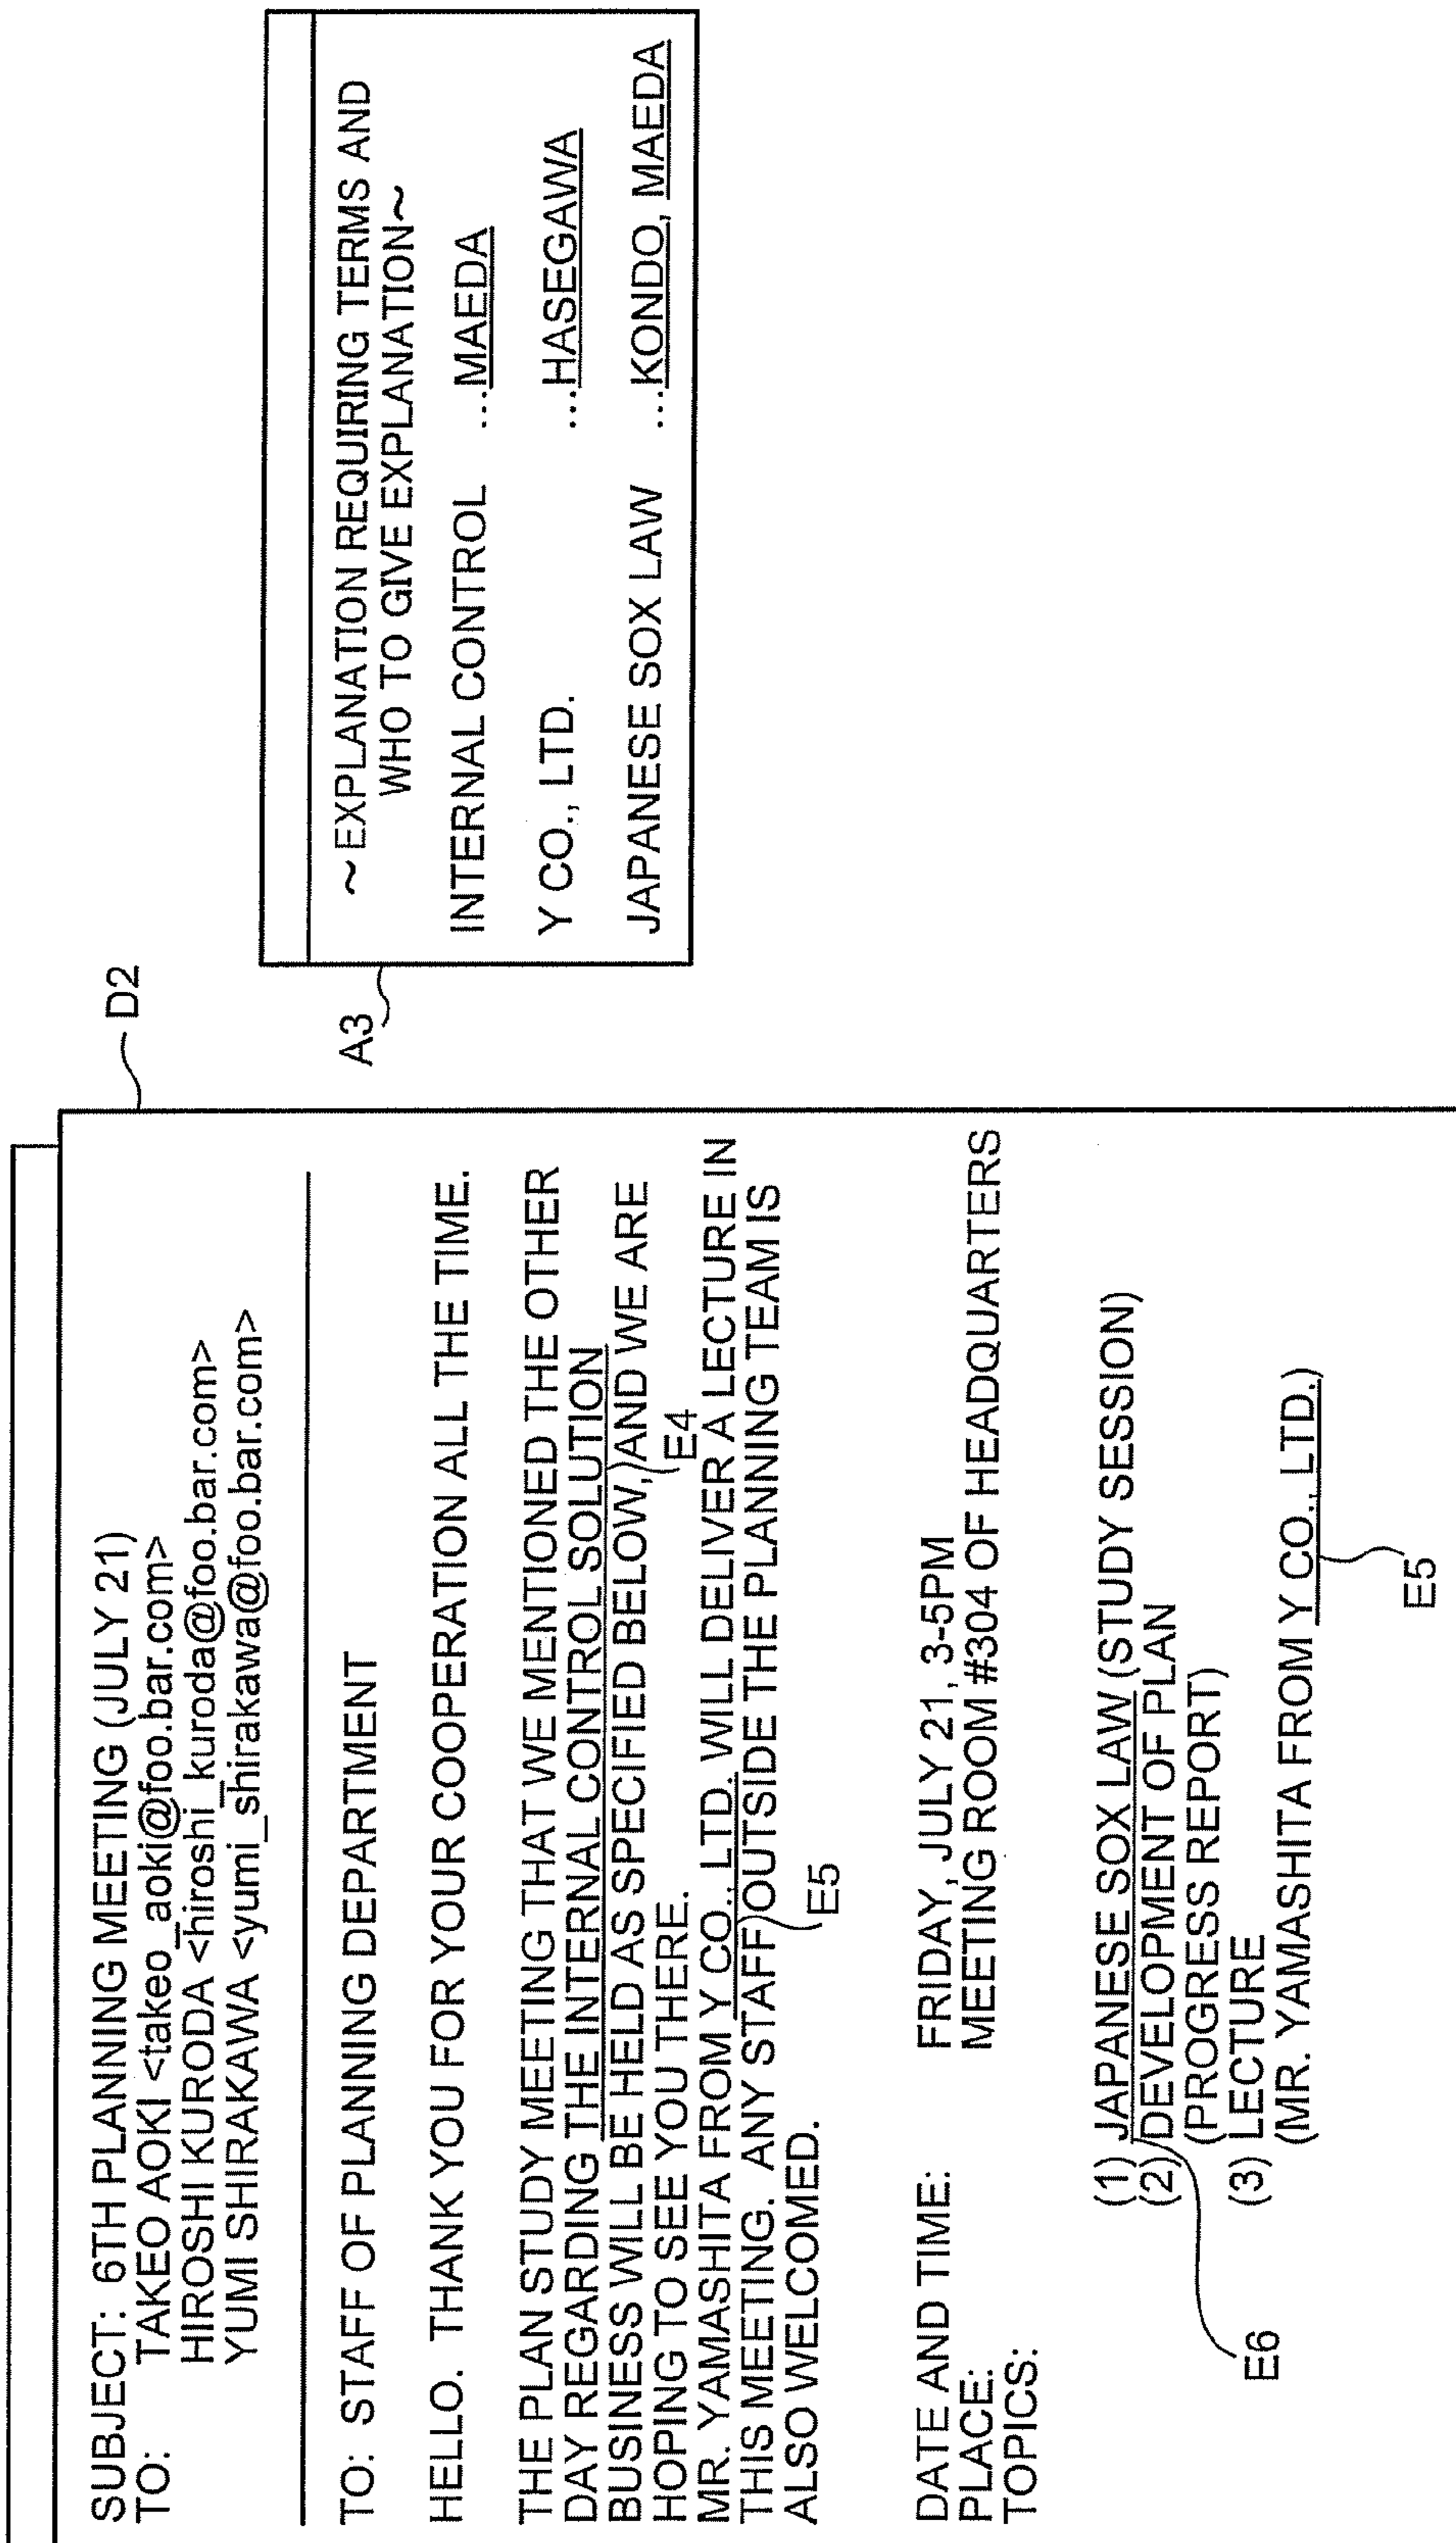 SUBJECT: 6TH PLANNING MEETING (JULY 21)
TO: TAKEO AOKI <takeo_aoki@foo.bar.com>
HIROSHI KURODA <hiroshi_kuroda@foo.bar.com>
YUMI SHIRAKAWA <yumi_shirakawa@foo.bar.com>
TO: STAFF OF PLANNING DEPARTMENT
HELLO. THANK YOU FOR YOUR COOPERATION ALL THE TIME.
THE PLAN STUDY MEETING THAT WE MENTIONED THE OTHER
DAY REGARDING THE INTERNAL CONTROL SOLUTION
BUSINESS WILL BE HELD AS SPECIFIED BELOW, AND WE ARE
HOPING TO SEE YOU THERE.
E4
MR. YAMASHITA FROM Y CO., LTD. WILL DELIVER A LECTURE IN
THIS MEETING. ANY STAFF OUTSIDE THE PLANNING TEAM IS
ALSO WELCOMED.
E5
DATE AND TIME: FRIDAY, JULY 21, 3-5PM
PLACE: MEETING ROOM #304 OF HEADQUARTERS
TOPICS:
(1) JAPANESE SOX LAW (STUDY SESSION)
(2) DEVELOPMENT OF PLAN
(PROGRESS REPORT)
(3) LECTURE
(MR. YAMASHITA FROM Y CO., LTD.)
E6
E5
D2
A3
~EXPLANATION REQUIRING TERMS AND
WHO TO GIVE EXPLANATION~
INTERNAL CONTROL ...MAEDA
Y CO., LTD. ...HASEGAWA
JAPANESE SOX LAW ...KONDO, MAEDA